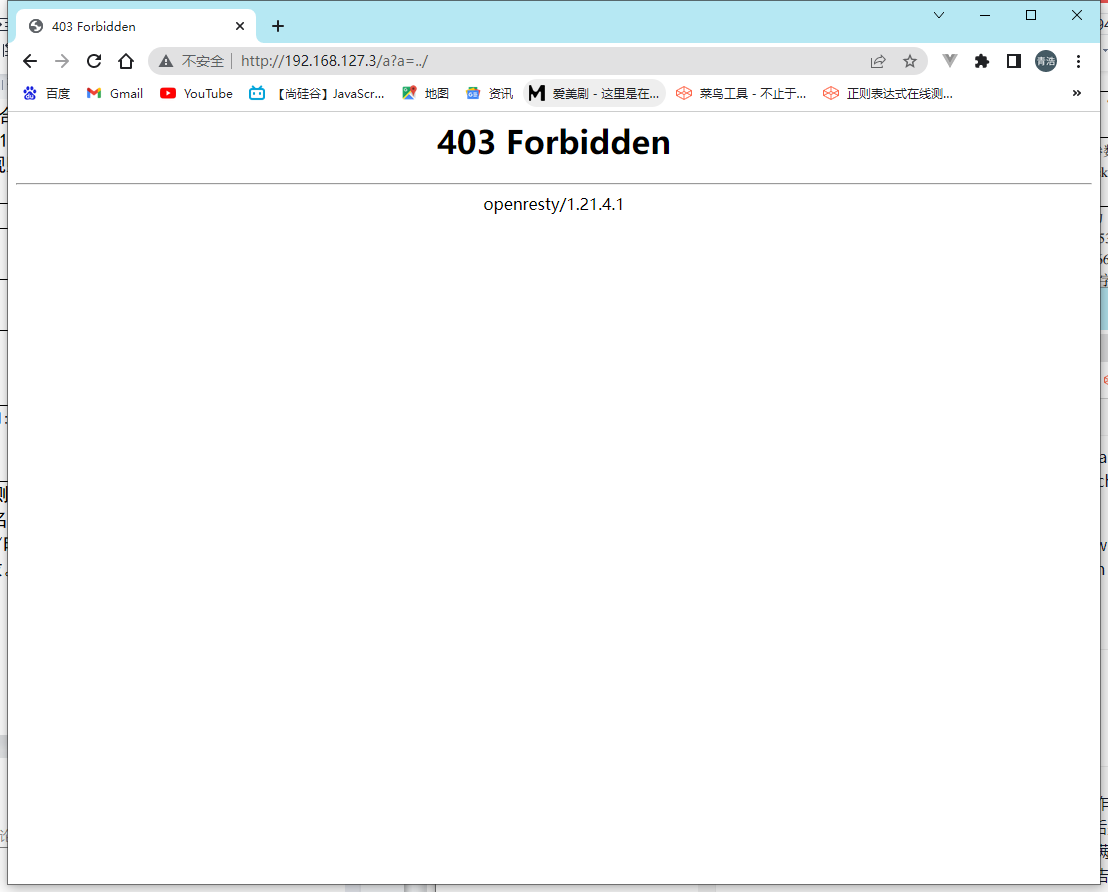 403 Forbidden
不安全 | http://192.168.127.3/a?a=../
青浩
百度 Gmail YouTube 【尚硅谷】JavaScr... 地图 资讯 爱美剧 - 这里是在... 菜鸟工具 - 不止于... 正则表达式在线测... »
403 Forbidden
openresty/1.21.4.1